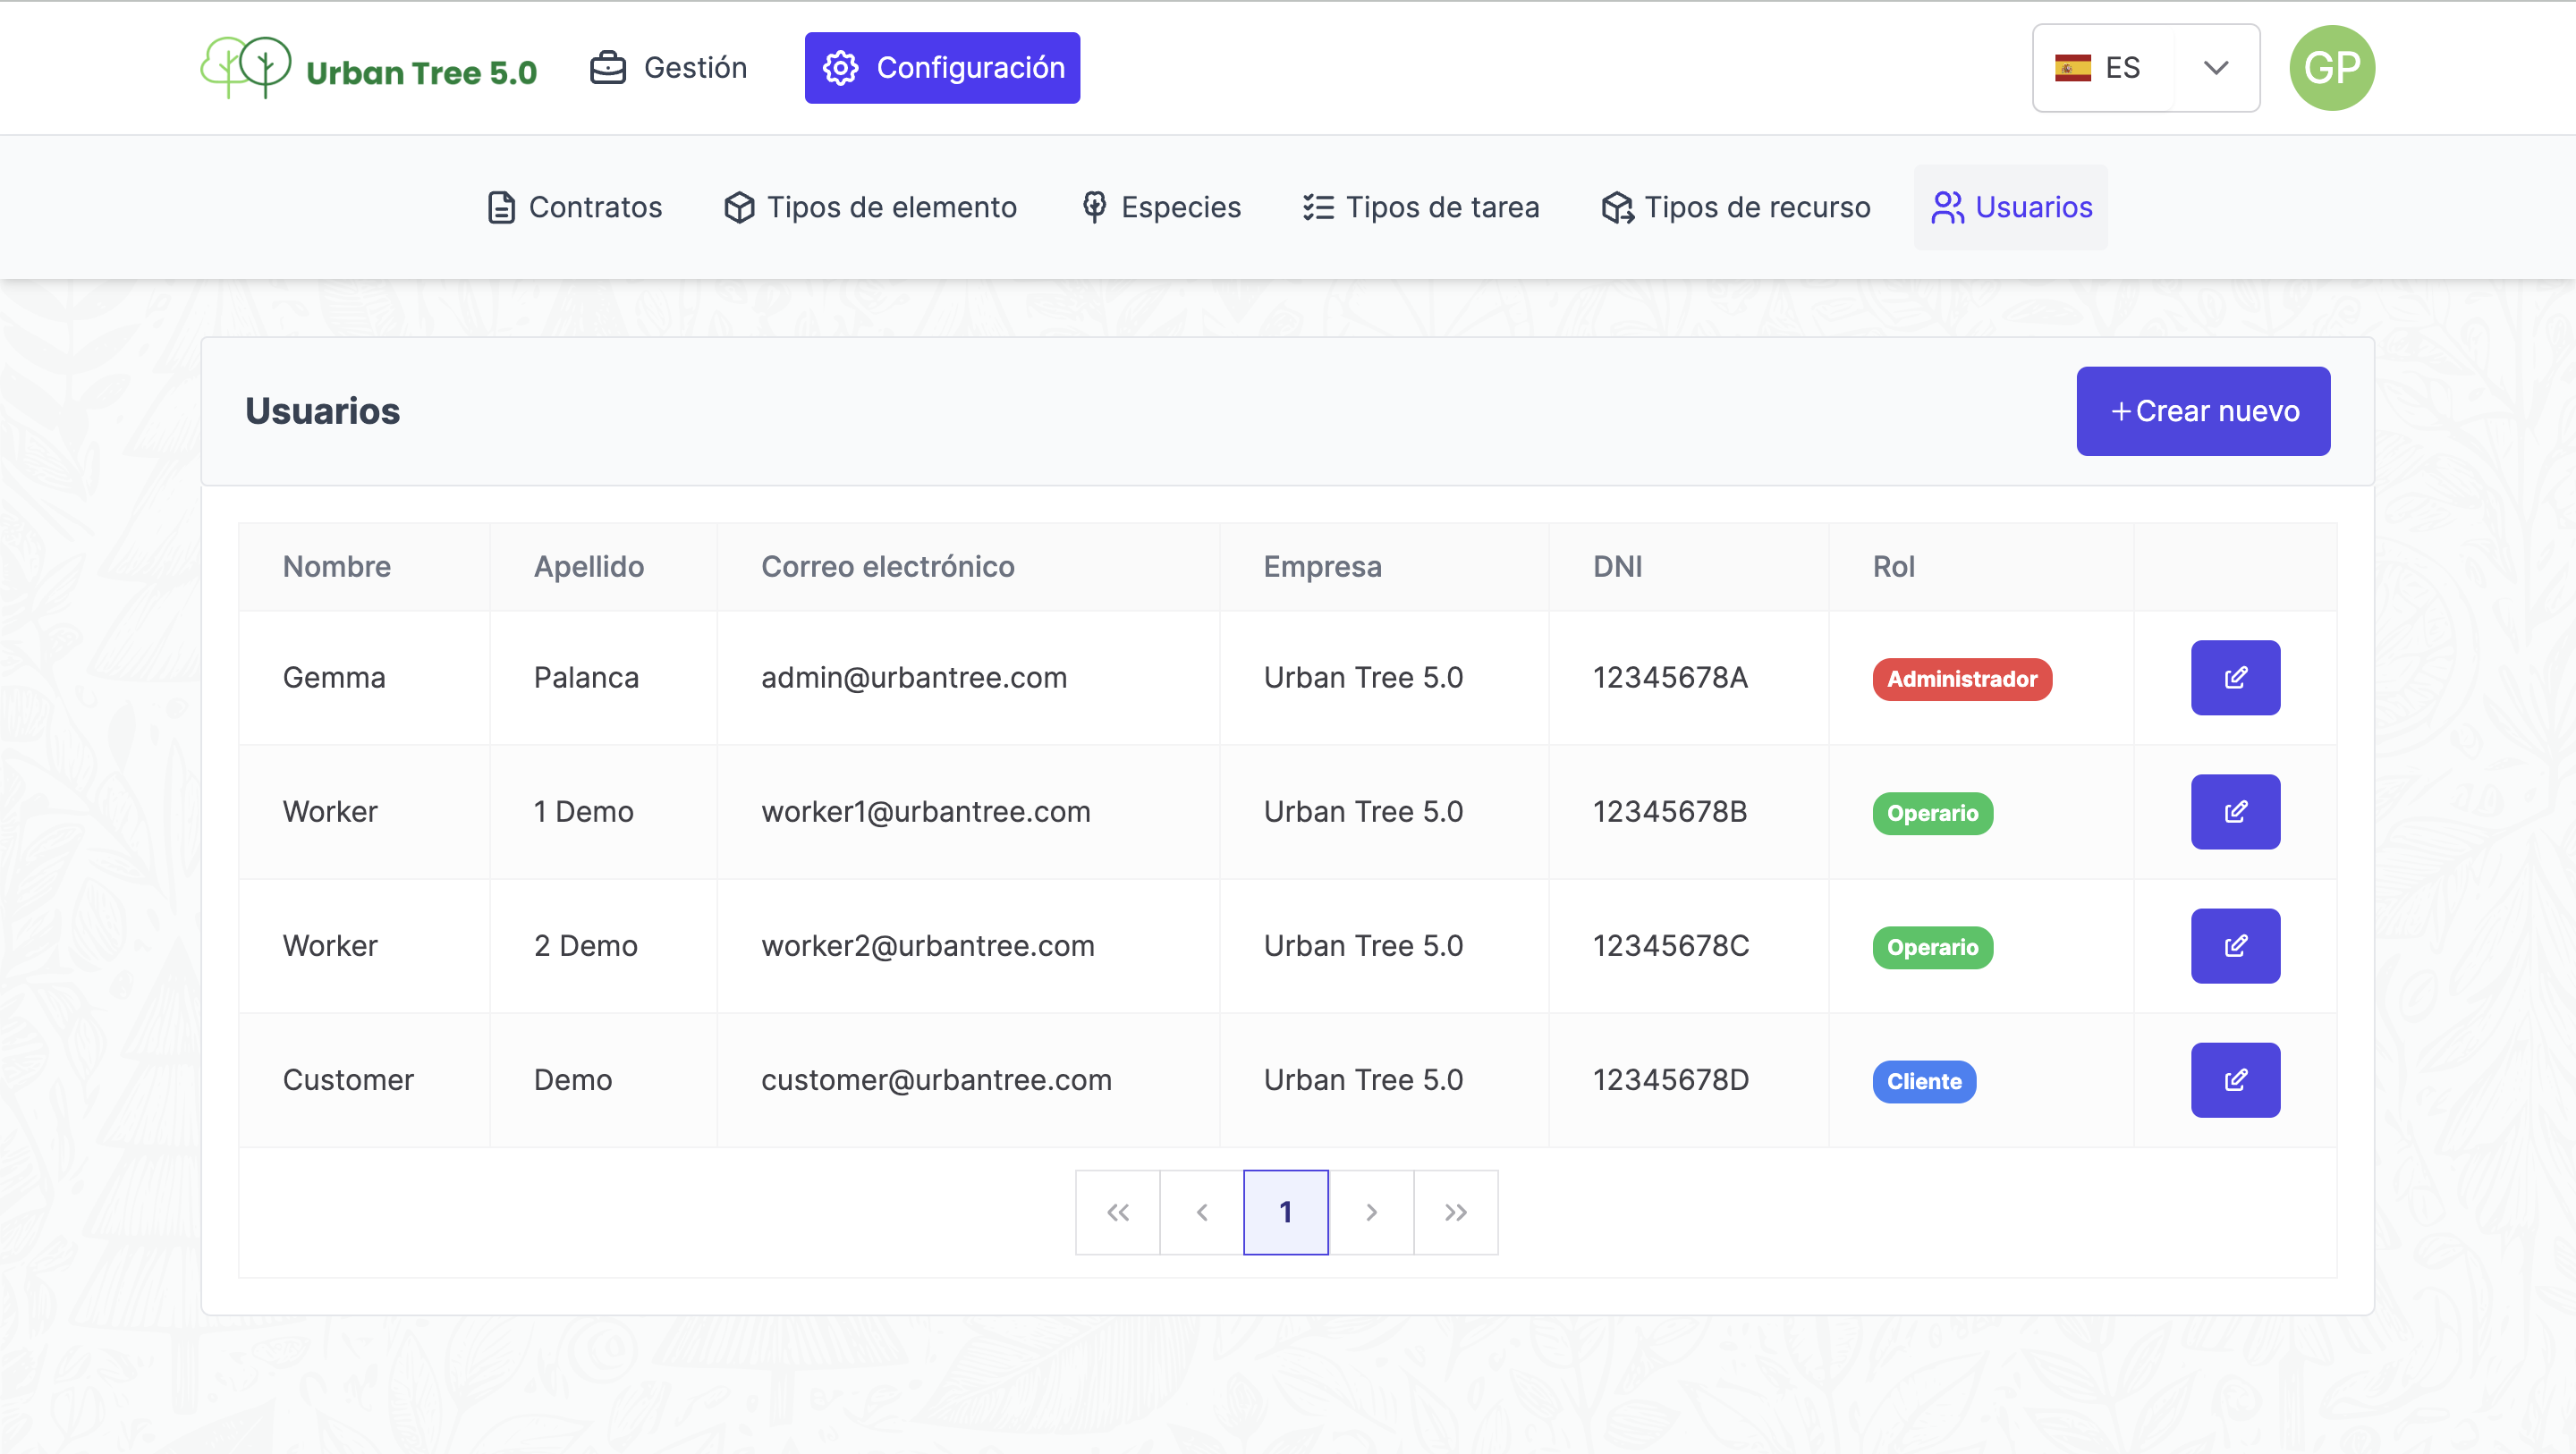 Urban Tree 5.0 Gestión Configuración ES GP
Contratos Tipos de elemento Especies Tipos de tarea Tipos de recurso Usuarios
Usuarios +Crear nuevo
Nombre Apellido Correo electrónico Empresa DNI Rol
Gemma Palanca admin@urbantree.com Urban Tree 5.0 12345678A Administrador
Worker 1 Demo worker1@urbantree.com Urban Tree 5.0 12345678B Operario
Worker 2 Demo worker2@urbantree.com Urban Tree 5.0 12345678C Operario
Customer Demo customer@urbantree.com Urban Tree 5.0 12345678D Cliente
1